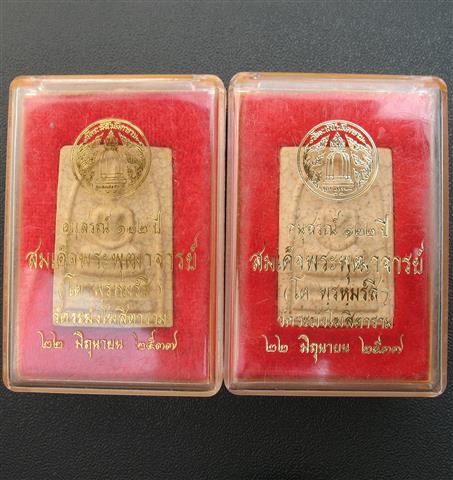 อนุสรณ์ ๑๒๒ ปี
สมเด็จพระพุฒาจารย์
( โต พรหมรํสี )
วัดระฆังโฆสิตาราม
๒๒ มิถุนายน ๒๕๓๗
อนุสรณ์ ๑๒๒ ปี
สมเด็จพระพุฒาจารย์
( โต พรหมรํสี )
วัดระฆังโฆสิตาราม
๒๒ มิถุนายน ๒๕๓๗